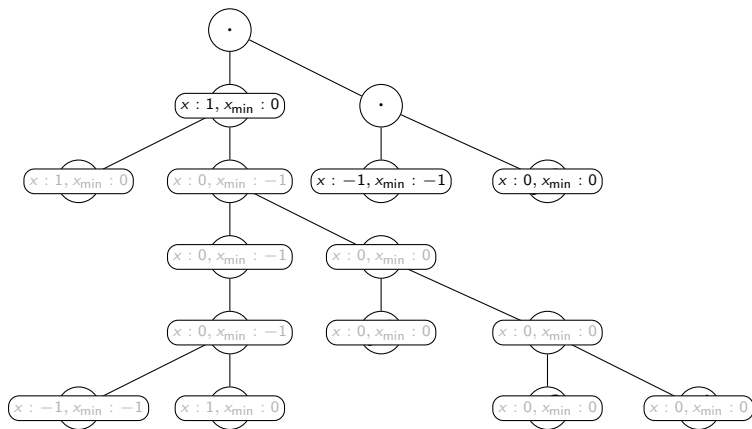 ·
x : 1, x_min : 0 ·
x : 1, x_min : 0 x : 0, x_min : −1 x : −1, x_min : −1 x : 0, x_min : 0
x : 0, x_min : −1 x : 0, x_min : 0
x : 0, x_min : −1 x : 0, x_min : 0 x : 0, x_min : 0
x : −1, x_min : −1 x : 1, x_min : 0 x : 0, x_min : 0 x : 0, x_min : 0